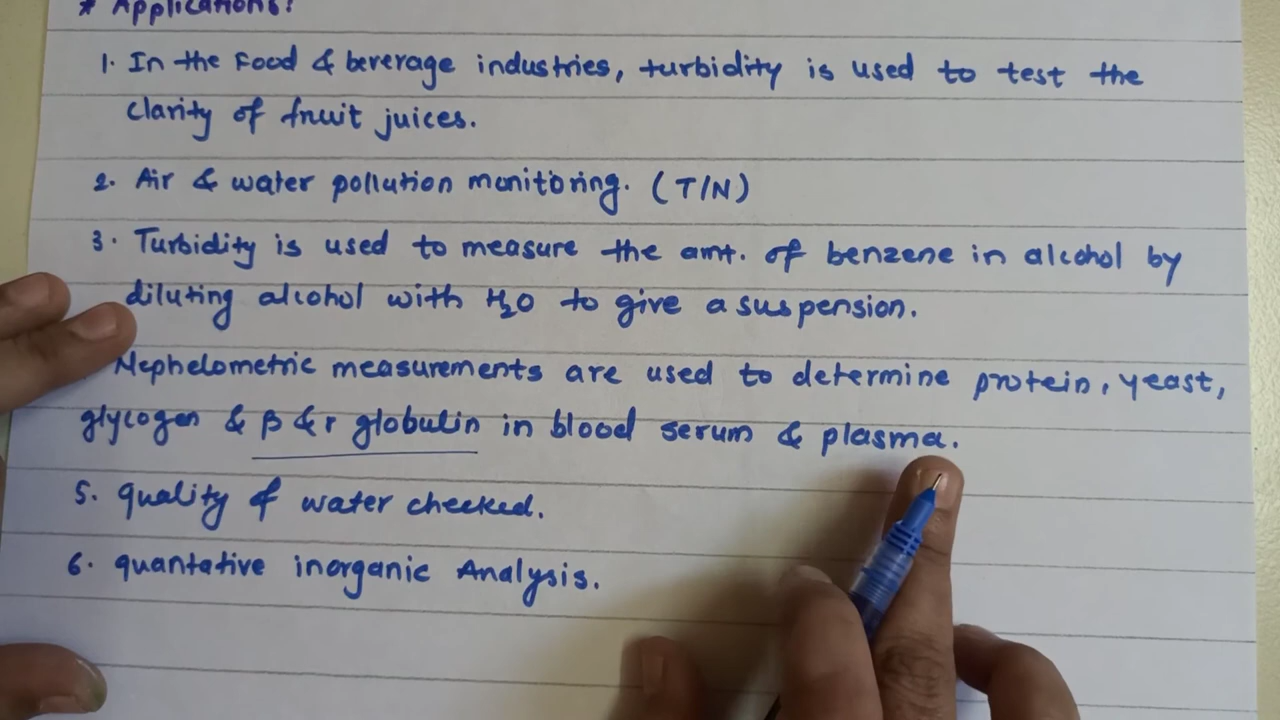 * Applications:
1. In the Food & beverage industries, turbidity is used to test the
clarity of fruit juices.
2. Air & water pollution monitoring. (T/N)
3. Turbidity is used to measure the amt. of benzene in alcohol by
diluting alcohol with H₂O to give a suspension.
Nephelometric measurements are used to determine protein, yeast,
glycogen & β & r globulin in blood serum & plasma.
5. quality of water checked.
6. quantative inorganic Analysis.